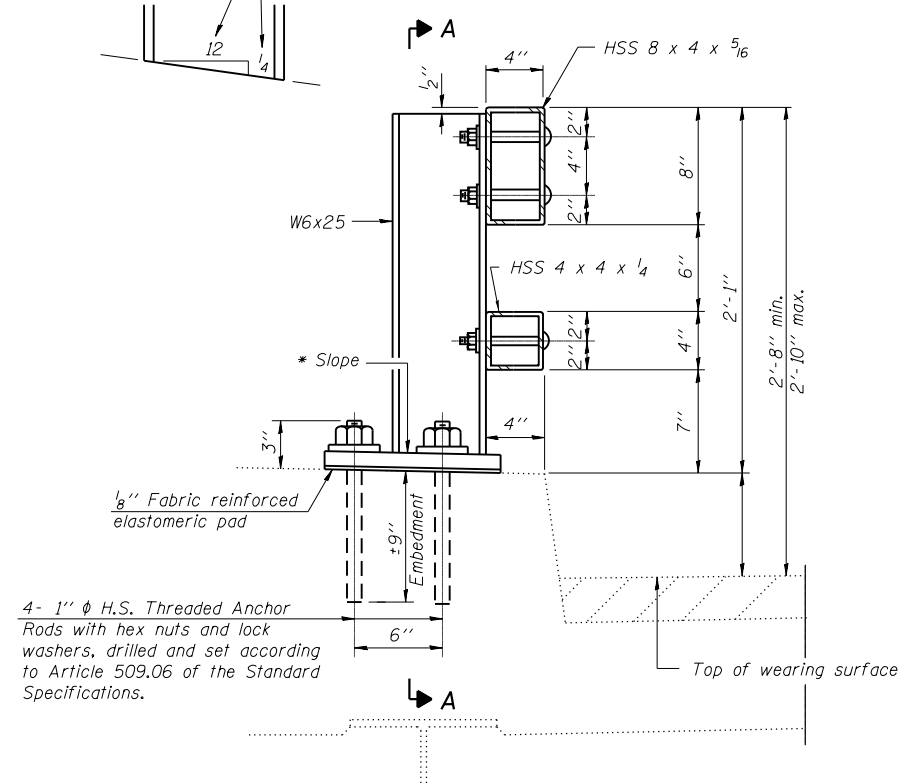 12
1/4
A
4"
HSS 8 x 4 x 5/16
1/2"
2"
4"
2"
8"
W6x25
6"
HSS 4 x 4 x 1/4
2'-1"
2'-8" min.
2'-10" max.
2"
2"
4"
* Slope
4"
7"
3"
1/8" Fabric reinforced
elastomeric pad
±9"
Embedment
4- 1" ϕ H.S. Threaded Anchor
Rods with hex nuts and lock
washers, drilled and set according
to Article 509.06 of the Standard
Specifications.
6"
Top of wearing surface
A